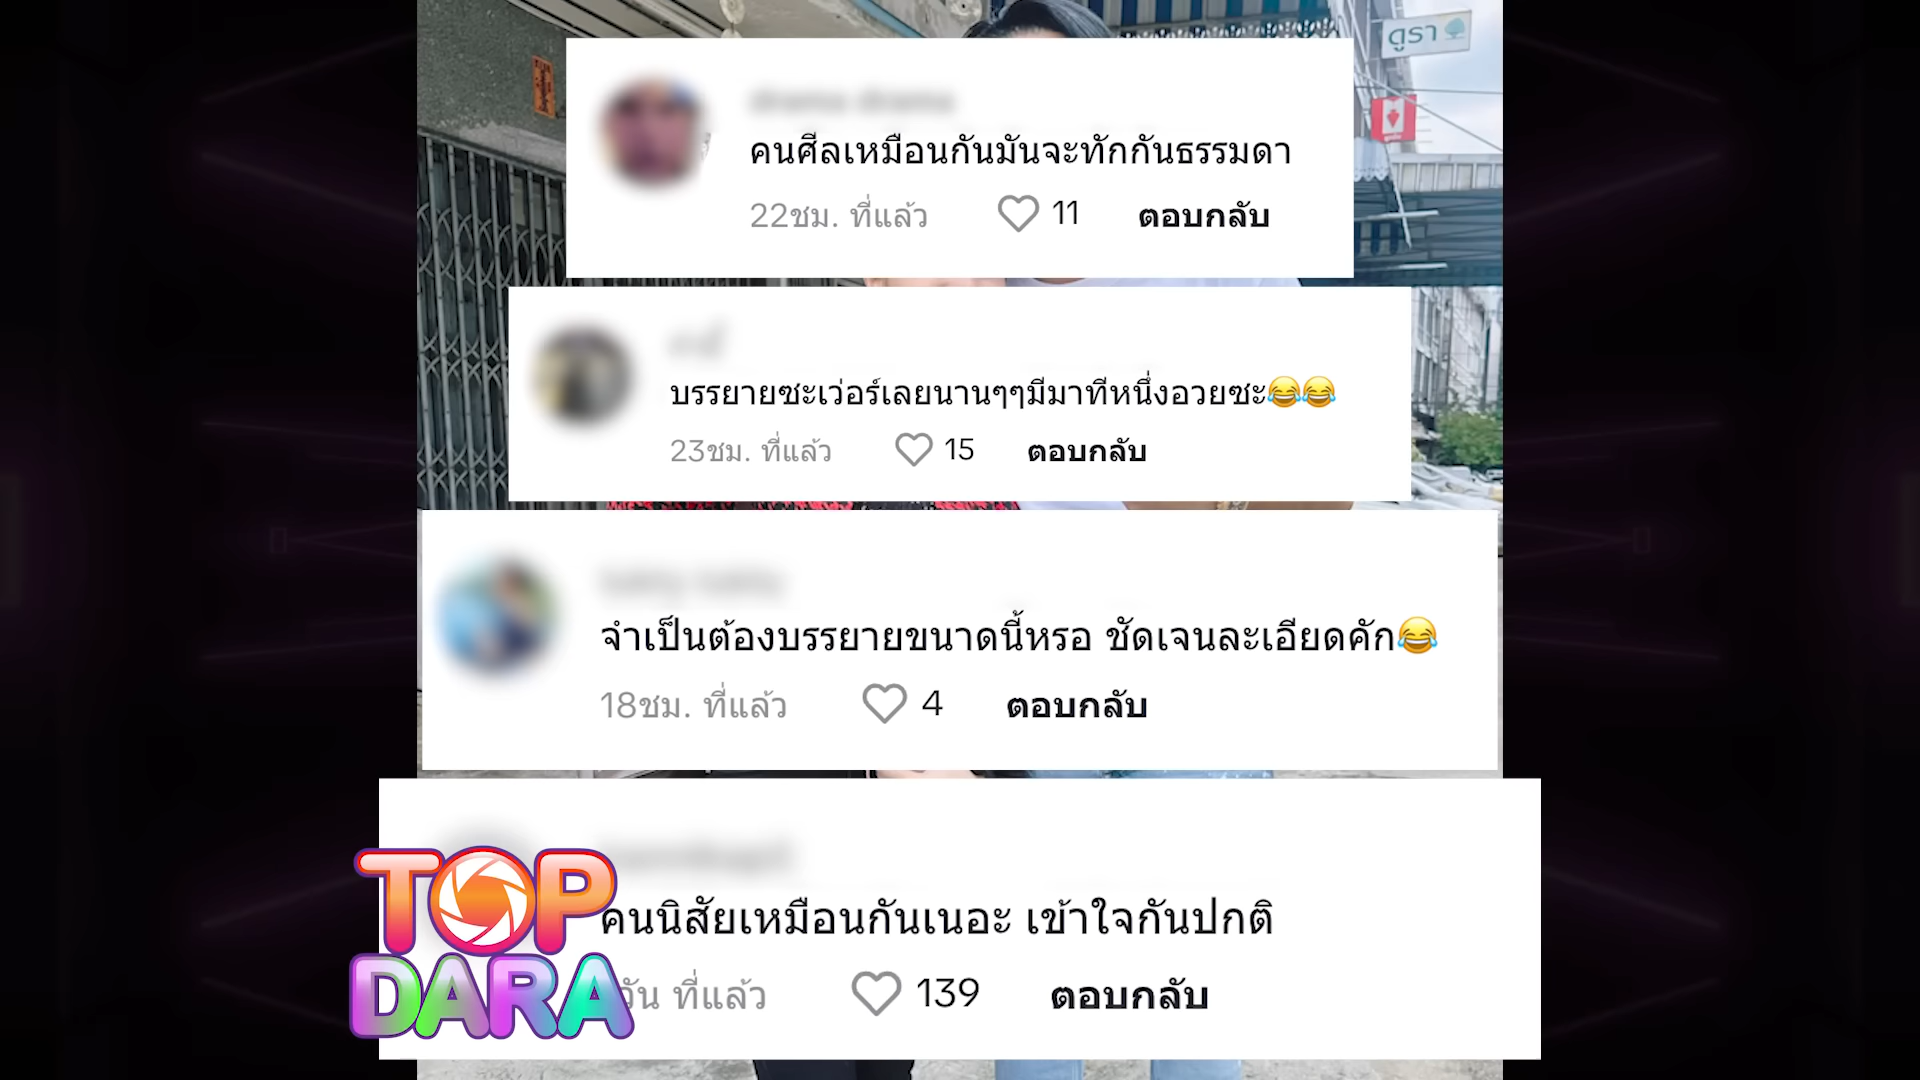 ดูรา
คนศีลเหมือนกันมันจะทักกันธรรมดา
22ชม. ที่แล้ว 11 ตอบกลับ
บรรยายซะเว่อร์เลยนานๆๆมีมาทีหนึ่งอวยซะ😂😂
23ชม. ที่แล้ว 15 ตอบกลับ
จำเป็นต้องบรรยายขนาดนี้หรอ ชัดเจนละเอียดคัก😂
18ชม. ที่แล้ว 4 ตอบกลับ
คนนิสัยเหมือนกันเนอะ เข้าใจกันปกติ
วัน ที่แล้ว 139 ตอบกลับ
TOP
DARA